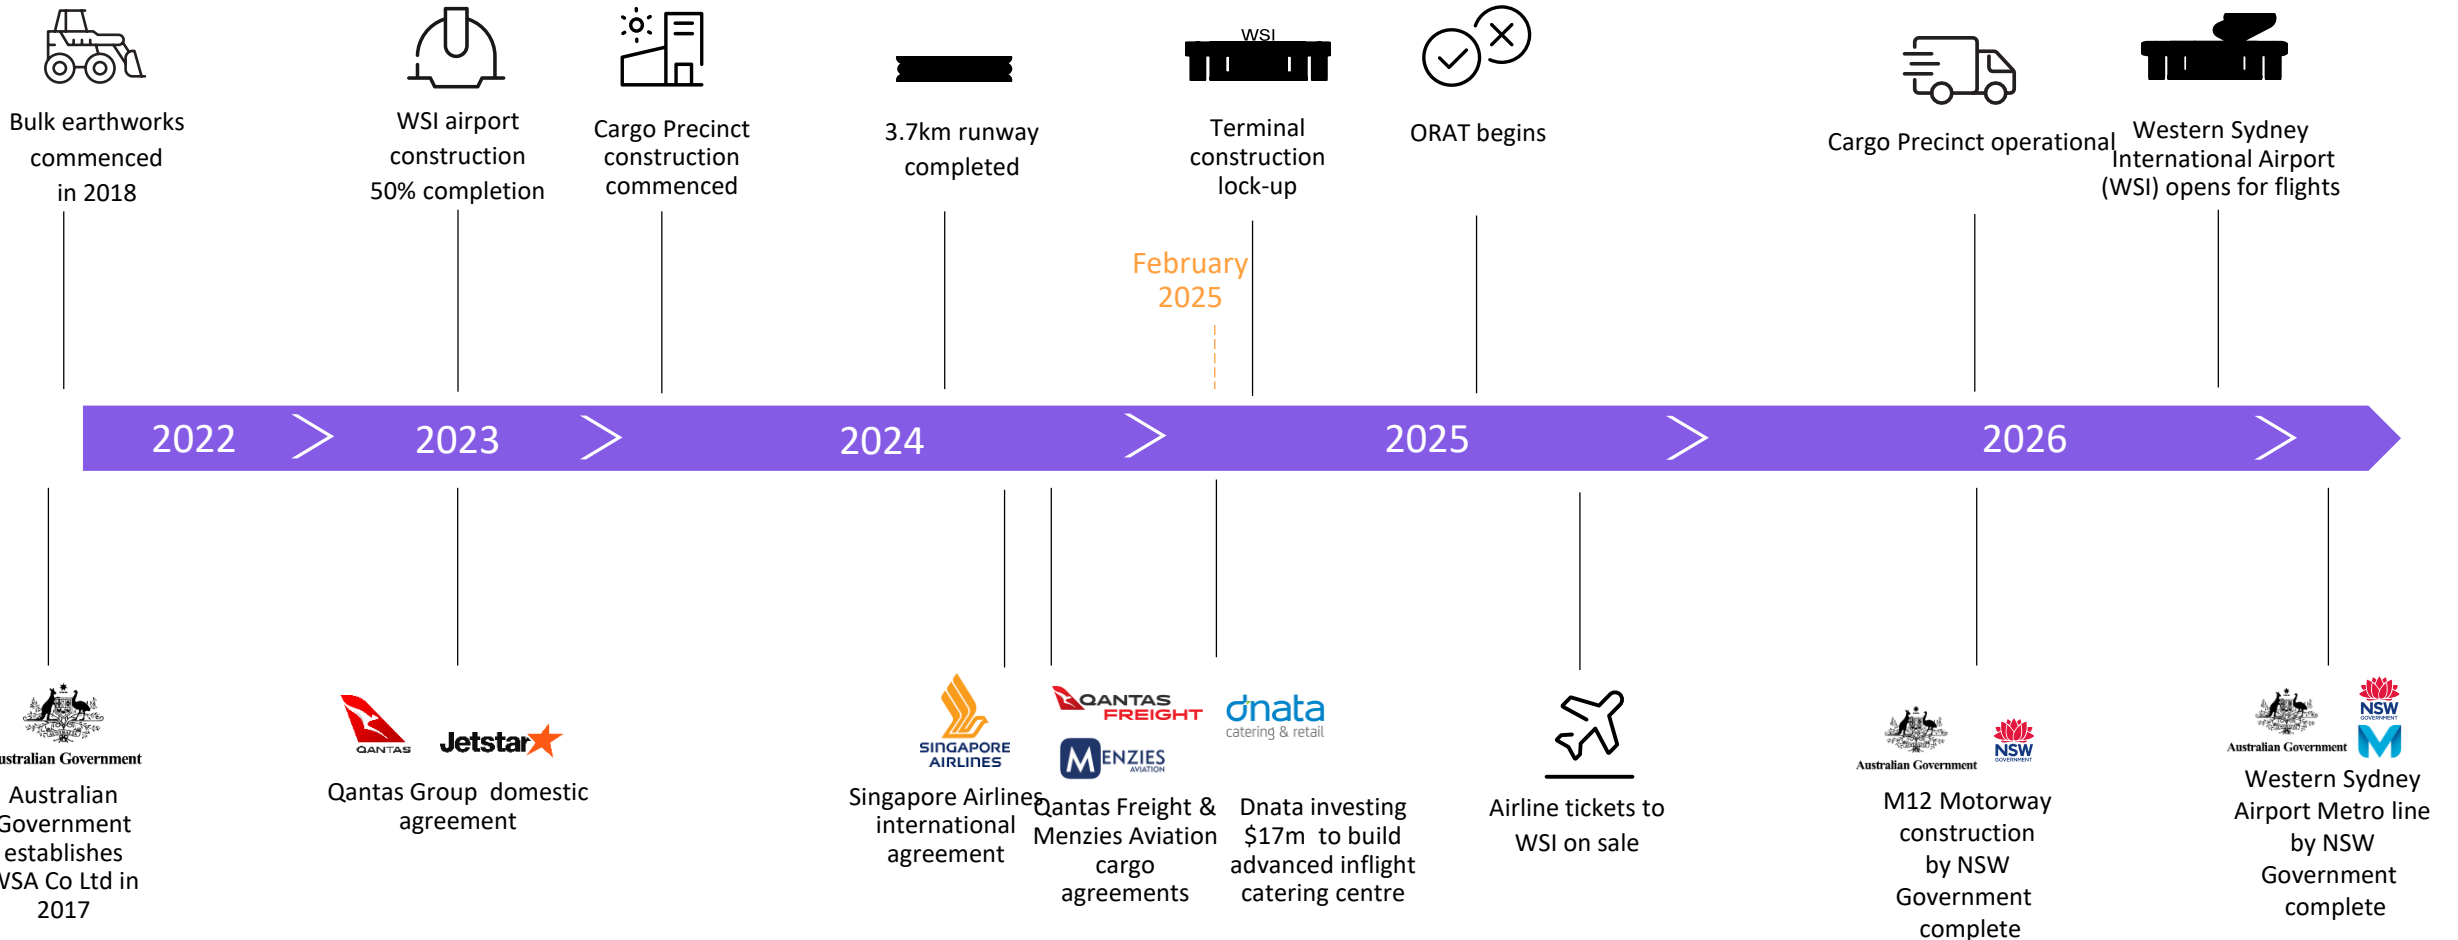 Bulk earthworks
commenced
in 2018
WSI airport
construction
50% completion
Cargo Precinct
construction
commenced
3.7km runway
completed
WSI
Terminal
construction
lock-up
ORAT begins
Cargo Precinct operational
Western Sydney
International Airport
(WSI) opens for flights
February
2025
2022
2023
2024
2025
2026
ustralian Government
Australian
Government
establishes
WSA Co Ltd in
2017
QANTAS
Jetstar
Qantas Group domestic
agreement
SINGAPORE
AIRLINES
Singapore Airlines
international
agreement
QANTAS
FREIGHT
MENZIES
AVIATION
Qantas Freight &
Menzies Aviation
cargo
agreements
dnata
catering & retail
Dnata investing
$17m to build
advanced inflight
catering centre
Airline tickets to
WSI on sale
Australian Government
NSW
GOVERNMENT
M12 Motorway
construction
by NSW
Government
complete
Australian Government
NSW
GOVERNMENT
M
Western Sydney
Airport Metro line
by NSW
Government
complete